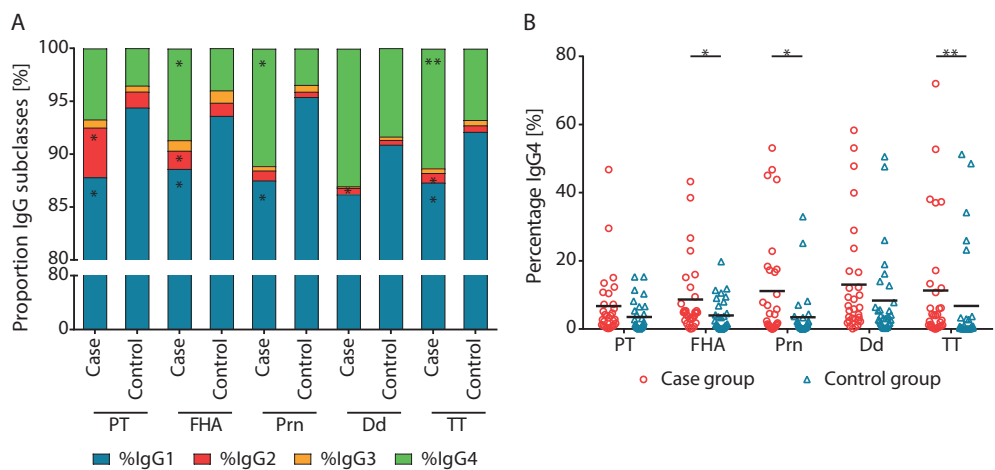 A
Proportion IgG subclasses [%]
100
95
90
85
80
80
0
*
*
*
*
*
*
*
*
**
*
*
Case
Control
Case
Control
Case
Control
Case
Control
Case
Control
PT
FHA
Prn
Dd
TT
%IgG1
%IgG2
%IgG3
%IgG4
B
Percentage IgG4 [%]
80
60
40
20
0
*
*
**
PT
FHA
Prn
Dd
TT
Case group
Control group